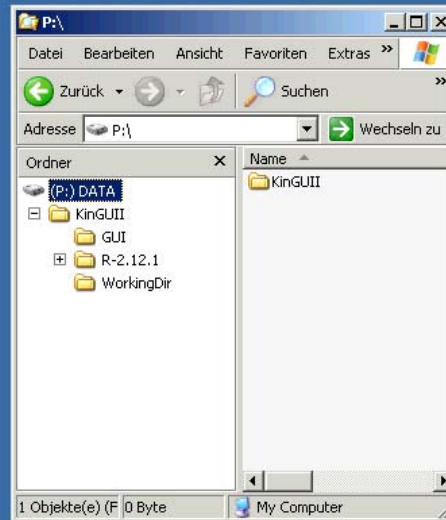 P:\
Datei Bearbeiten Ansicht Favoriten Extras »
Zurück Suchen »
Adresse P:\ Wechseln zu
Ordner x Name
(P:) DATA
KinGUII
KinGUII
GUI
R-2.12.1
WorkingDir
1 Objekte(e) (F 0 Byte My Computer